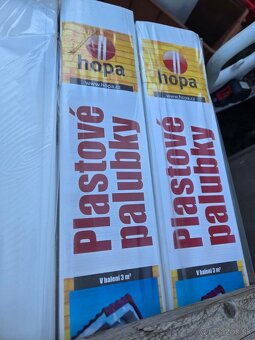 hopa
www.hopa.cz
Plastové
palubky
V balení 3 m²
hopa
www.hopa.cz
Plastové
palubky
V balení 3 m²